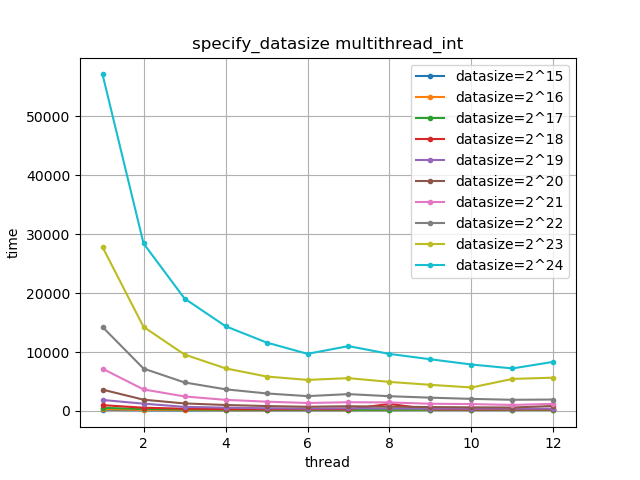 specify_datasize multithread_int
time
50000
40000
30000
20000
10000
0
2
4
6
8
10
12
thread
datasize=2^15
datasize=2^16
datasize=2^17
datasize=2^18
datasize=2^19
datasize=2^20
datasize=2^21
datasize=2^22
datasize=2^23
datasize=2^24